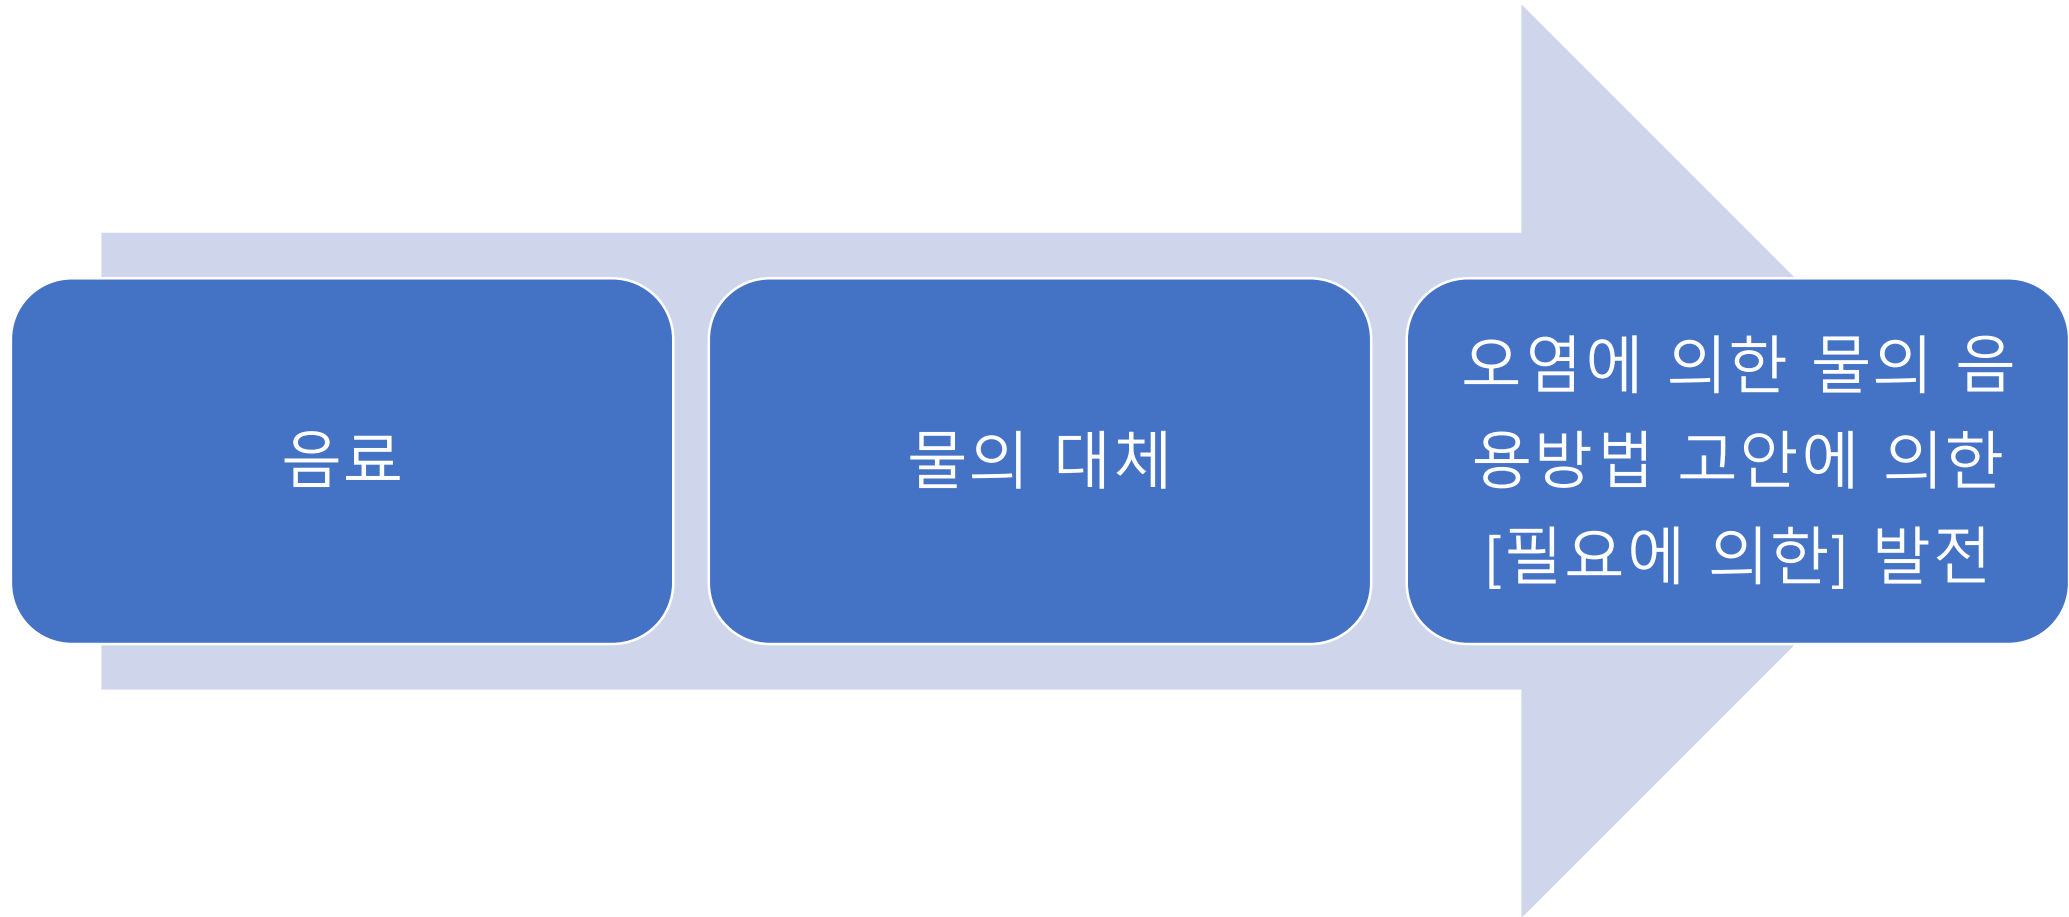 음료
물의 대체
오염에 의한 물의 음
용방법 고안에 의한
[필요에 의한] 발전